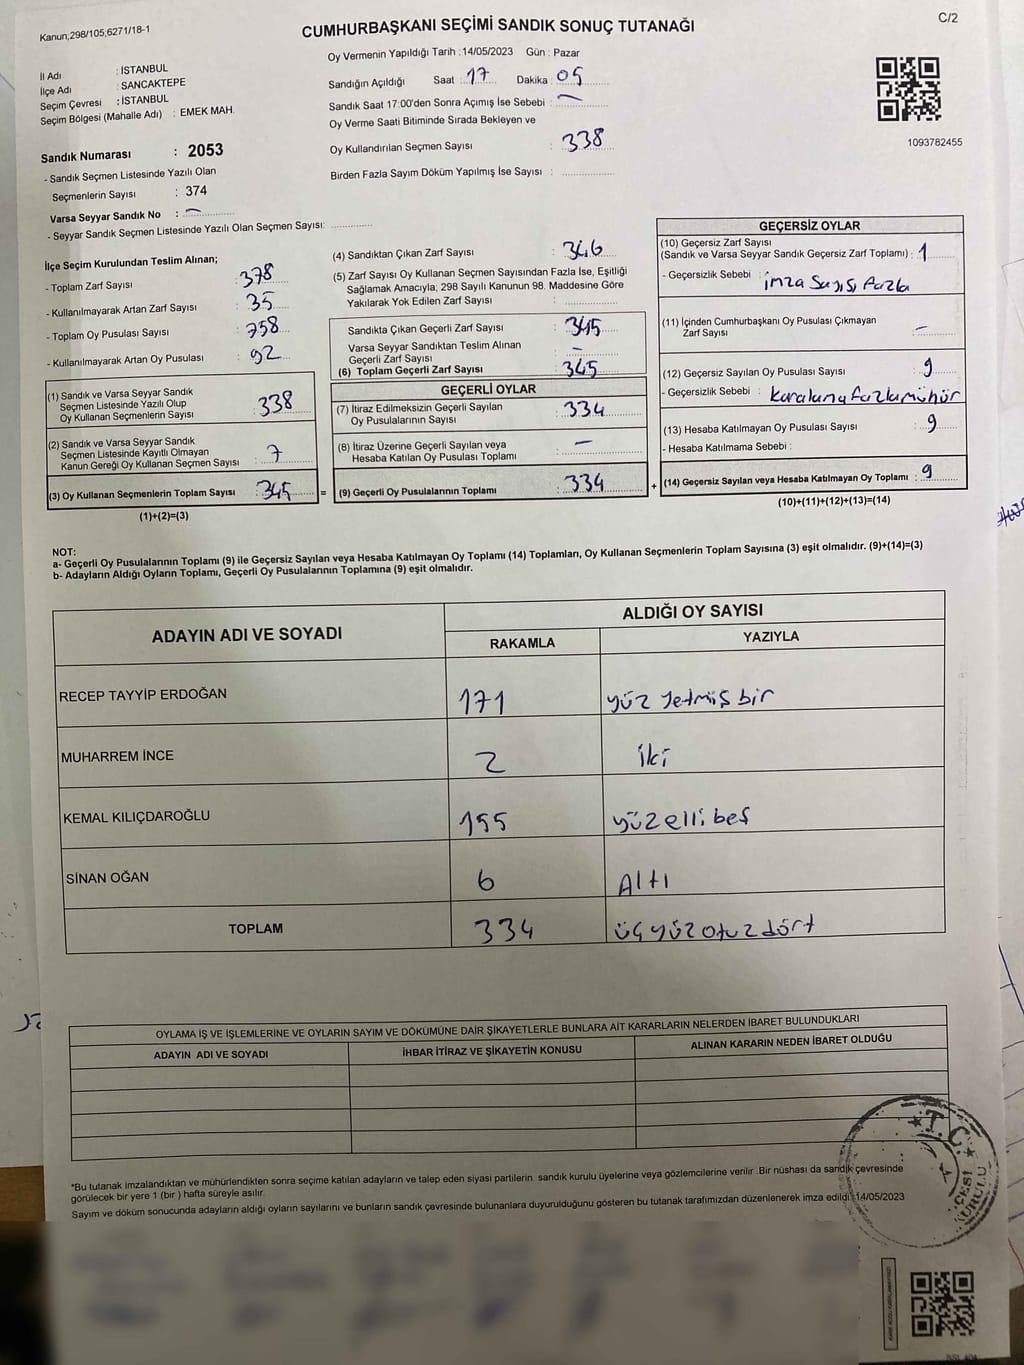 Kanun;298/105,6271/18-1
CUMHURBAŞKANI SEÇİMİ SANDIK SONUÇ TUTANAĞI
C/2
Oy Vermenin Yapıldığı Tarih :14/05/2023 Gün : Pazar
İl Adı : İSTANBUL
İlçe Adı : SANCAKTEPE
Seçim Çevresi : İSTANBUL
Seçim Bölgesi (Mahalle Adı) : EMEK MAH.
Sandığın Açıldığı Saat : 17 Dakika : 05
Sandık Saat 17:00'den Sonra Açımış İse Sebebi : —
Oy Verme Saati Bitiminde Sırada Bekleyen ve
Oy Kullandırılan Seçmen Sayısı : 338
Birden Fazla Sayım Döküm Yapılmış İse Sayısı :
1093782455
Sandık Numarası : 2053
- Sandık Seçmen Listesinde Yazılı Olan
Seçmenlerin Sayısı : 374
Varsa Seyyar Sandık No : —
- Seyyar Sandık Seçmen Listesinde Yazılı Olan Seçmen Sayısı:
İlçe Seçim Kurulundan Teslim Alınan;
- Toplam Zarf Sayısı : 378
- Kullanılmayarak Artan Zarf Sayısı : 35
- Toplam Oy Pusulası Sayısı : 758
- Kullanılmayarak Artan Oy Pusulası : 92
(1) Sandık ve Varsa Seyyar Sandık
Seçmen Listesinde Yazılı Olup
Oy Kullanan Seçmenlerin Sayısı : 338
(2) Sandık ve Varsa Seyyar Sandık
Seçmen Listesinde Kayıtlı Olmayan
Kanun Gereği Oy Kullanan Seçmen Sayısı : 7
(3) Oy Kullanan Seçmenlerin Toplam Sayısı : 345
(1)+(2)=(3)
(4) Sandıktan Çıkan Zarf Sayısı : 346
(5) Zarf Sayısı Oy Kullanan Seçmen Sayısından Fazla İse, Eşitliği
Sağlamak Amacıyla, 298 Sayılı Kanunun 98. Maddesine Göre
Yakılarak Yok Edilen Zarf Sayısı :
Sandıkta Çıkan Geçerli Zarf Sayısı : 345
Varsa Seyyar Sandıktan Teslim Alınan
Geçerli Zarf Sayısı : —
(6) Toplam Geçerli Zarf Sayısı : 345
GEÇERLİ OYLAR
(7) İtiraz Edilmeksizin Geçerli Sayılan
Oy Pusulalarının Sayısı : 334
(8) İtiraz Üzerine Geçerli Sayılan veya
Hesaba Katılan Oy Pusulası Toplamı : —
= (9) Geçerli Oy Pusulalarının Toplamı : 334
GEÇERSİZ OYLAR
(10) Geçersiz Zarf Sayısı
(Sandık ve Varsa Seyyar Sandık Geçersiz Zarf Toplamı) : 1
- Geçersizlik Sebebi : imza Sayısı fazla
(11) İçinden Cumhurbaşkanı Oy Pusulası Çıkmayan
Zarf Sayısı : —
(12) Geçersiz Sayılan Oy Pusulası Sayısı : 9
- Geçersizlik Sebebi :
(13) Hesaba Katılmayan Oy Pusulası Sayısı : 9
- Hesaba Katılmama Sebebi :
+ (14) Geçersiz Sayılan veya Hesaba Katılmayan Oy Toplamı : 9
(10)+(11)+(12)+(13)=(14)
NOT:
a- Geçerli Oy Pusulalarının Toplamı (9) ile Geçersiz Sayılan veya Hesaba Katılmayan Oy Toplamı (14) Toplamları, Oy Kullanan Seçmenlerin Toplam Sayısına (3) eşit olmalıdır. (9)+(14)=(3)
b- Adayların Aldığı Oyların Toplamı, Geçerli Oy Pusulalarının Toplamına (9) eşit olmalıdır.
ADAYIN ADI VE SOYADI
ALDIĞI OY SAYISI
RAKAMLA YAZIYLA
RECEP TAYYİP ERDOĞAN 171 yüz yetmiş bir
MUHARREM İNCE 2 iki
KEMAL KILIÇDAROĞLU 155 yüz elli beş
SİNAN OĞAN 6 Altı
TOPLAM 334 üç yüz otuz dört
OYLAMA İŞ VE İŞLEMLERİNE VE OYLARIN SAYIM VE DÖKÜMÜNE DAİR ŞİKAYETLERLE BUNLARA AİT KARARLARIN NELERDEN İBARET BULUNDUKLARI
ADAYIN ADI VE SOYADI İHBAR İTİRAZ VE ŞİKAYETİN KONUSU ALINAN KARARIN NEDEN İBARET OLDUĞU
*Bu tutanak imzalandıktan ve mühürlendikten sonra seçime katılan adayların ve talep eden siyasi partilerin sandık kurulu üyelerine veya gözlemcilerine verilir .Bir nüshası da sandık çevresinde
görülecek bir yere 1 (bir ) hafta süreyle asılır.
Sayım ve döküm sonucunda adayların aldığı oyların sayılarını ve bunların sandık çevresinde bulunanlara duyurulduğunu gösteren bu tutanak tarafımızdan düzenlenerek imza edildi. 14/05/2023
T.C.